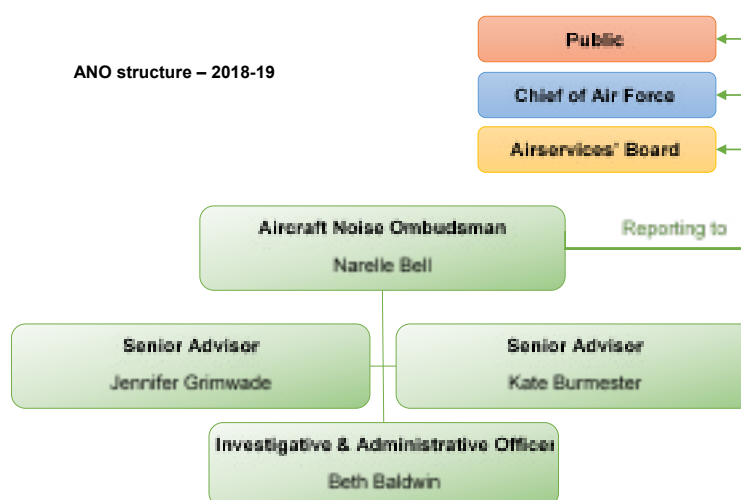 Public
ANO structure – 2018-19
Chief of Air Force
Airservices' Board
Aircraft Noise Ombudsman
Narelle Bell
Reporting to
Senior Advisor
Jennifer Grimwade
Senior Advisor
Kate Burmester
Investigative & Administrative Officer
Beth Baldwin